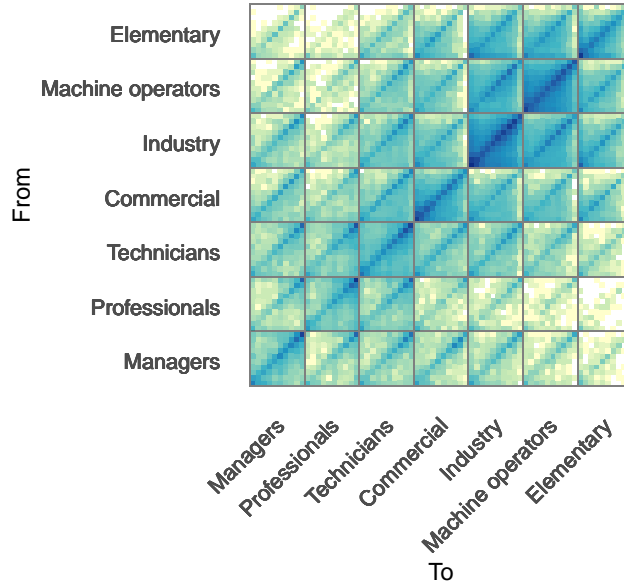 Elementary
Machine operators
Industry
Commercial
Technicians
Professionals
Managers
From
Managers
Professionals
Technicians
Commercial
Industry
Machine operators
Elementary
To